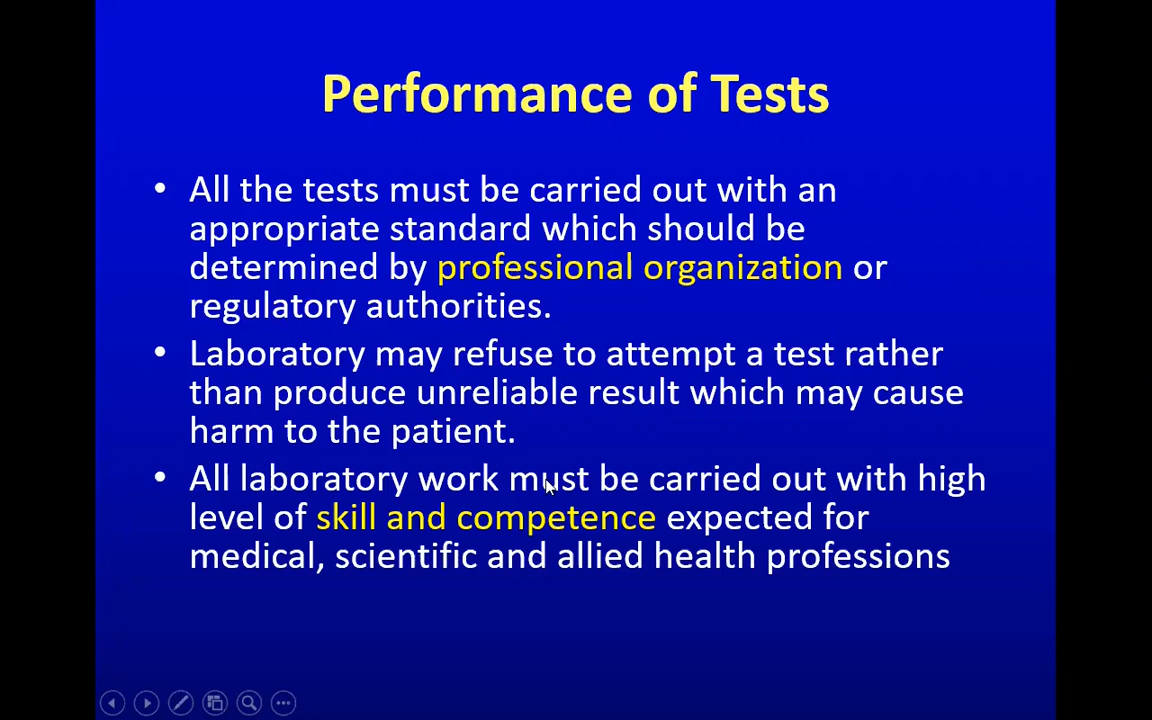 Performance of Tests
• All the tests must be carried out with an
appropriate standard which should be
determined by professional organization or
regulatory authorities.
• Laboratory may refuse to attempt a test rather
than produce unreliable result which may cause
harm to the patient.
• All laboratory work must be carried out with high
level of skill and competence expected for
medical, scientific and allied health professions